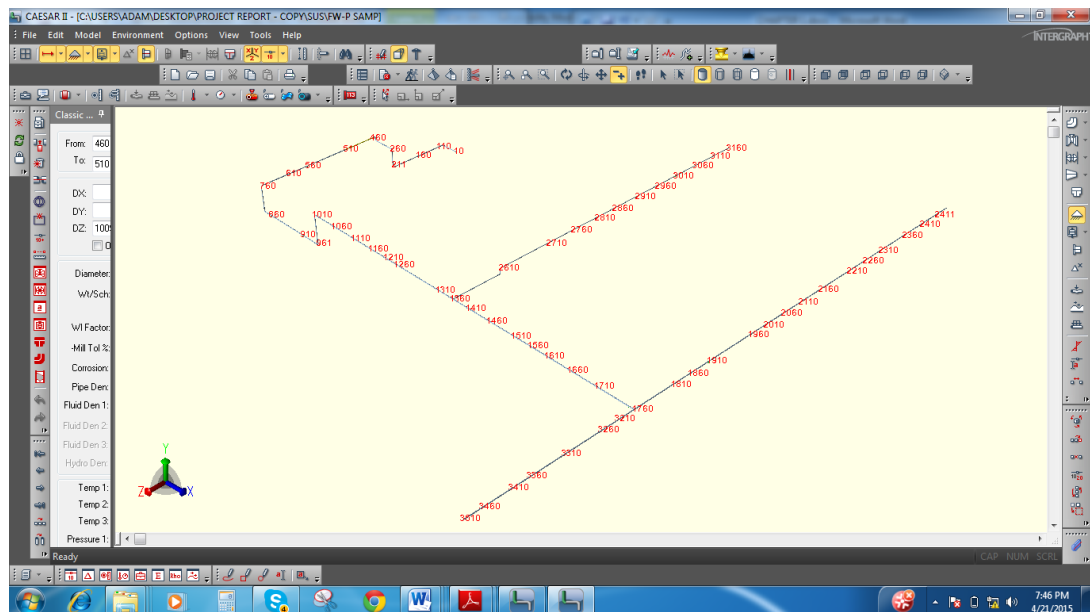 CAESAR II - [C:\USERS\ADAM\DESKTOP\PROJECT REPORT - COPY\SUS\FW-P SAMP]
File Edit Model Environment Options View Tools Help
INTERGRAPH
Classic ...
From: 460
To: 510
DX:
DY:
DZ: 100
Diameter:
Wt/Sch:
Wl Factor:
-Mill Tol %:
Corrosion:
Pipe Den:
Fluid Den 1:
Fluid Den 2:
Fluid Den 3:
Hydro Den:
Temp 1:
Temp 2:
Temp 3:
Pressure 1:
460
510
560
610
760
260
211
160
110
10
860
910
961
1010
1060
1110
1160
1210
1260
1310
1360
1410
1460
1510
1560
1610
1660
1710
1760
2610
2710
2760
2810
2860
2910
2960
3010
3060
3110
3160
1810
1860
1910
1960
2010
2060
2110
2160
2210
2260
2310
2360
2410
2411
3210
3260
3310
3360
3410
3460
3510
Y
Z
X
Ready
CAP NUM SCRL
7:46 PM
4/21/2015